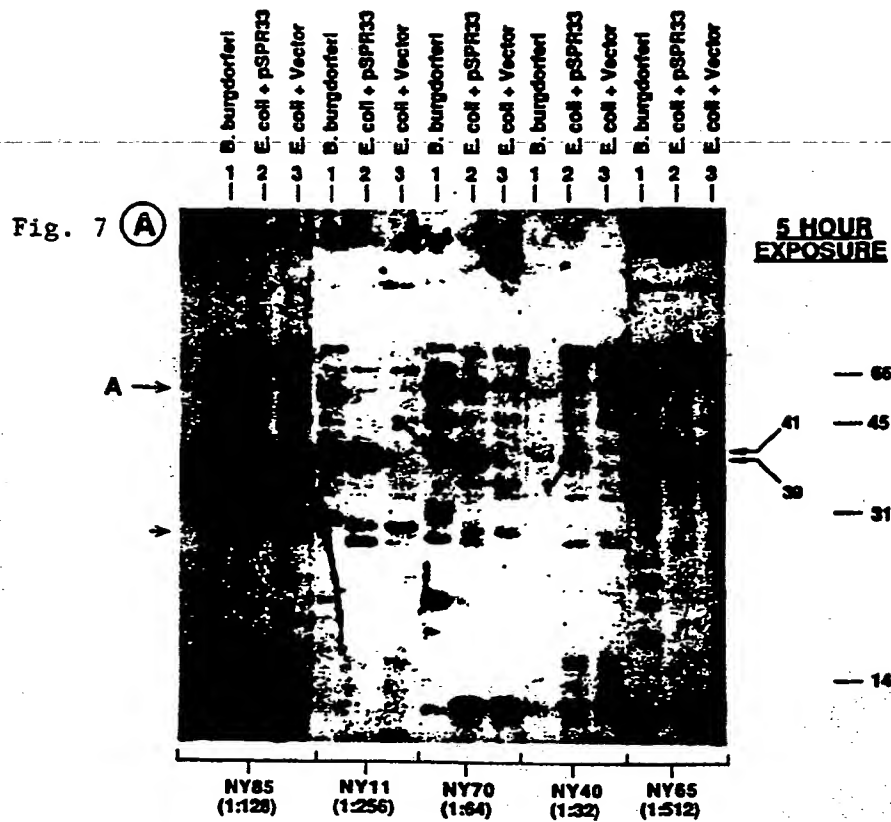 B. burgdorferi
E. coli + pSPR33
E. coli + Vector
B. burgdorferi
E. coli + pSPR33
E. coli + Vector
B. burgdorferi
E. coli + pSPR33
E. coli + Vector
B. burgdorferi
E. coli + pSPR33
E. coli + Vector
B. burgdorferi
E. coli + pSPR33
E. coli + Vector
1 2 3 1 2 3 1 2 3 1 2 3 1 2 3
Fig. 7 A
5 HOUR
EXPOSURE
A
66
45
41
39
31
14
NY85 NY11 NY70 NY40 NY65
(1:128) (1:256) (1:64) (1:32) (1:512)